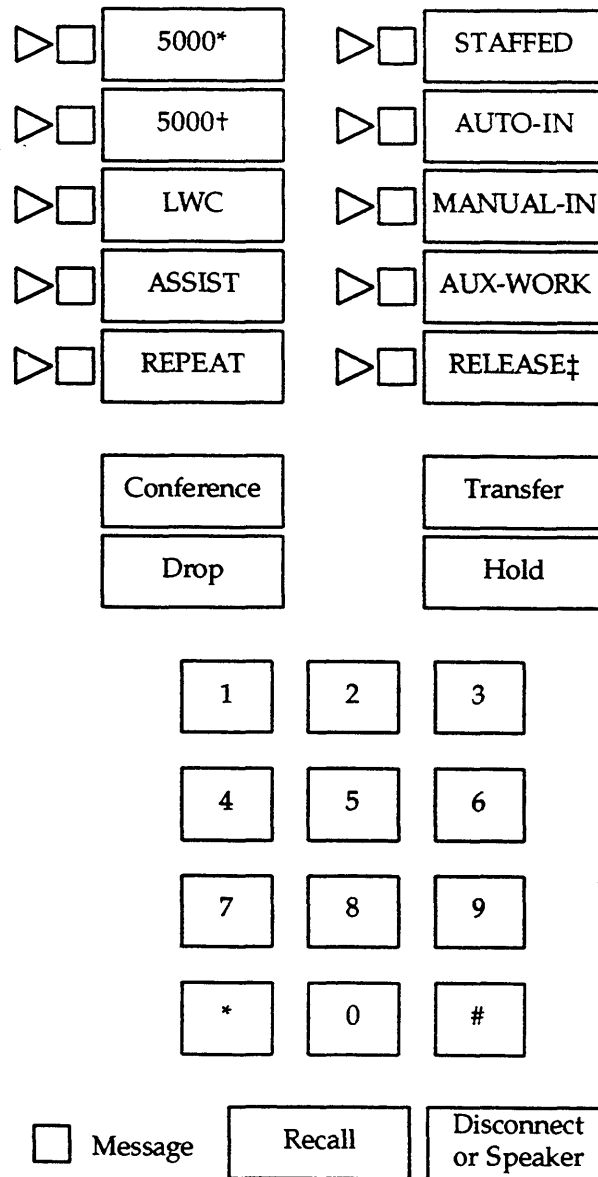 5000* STAFFED
5000† AUTO-IN
LWC MANUAL-IN
ASSIST AUX-WORK
REPEAT RELEASE‡
Conference Transfer
Drop Hold
1 2 3
4 5 6
7 8 9
* 0 #
Message Recall Disconnect
or Speaker